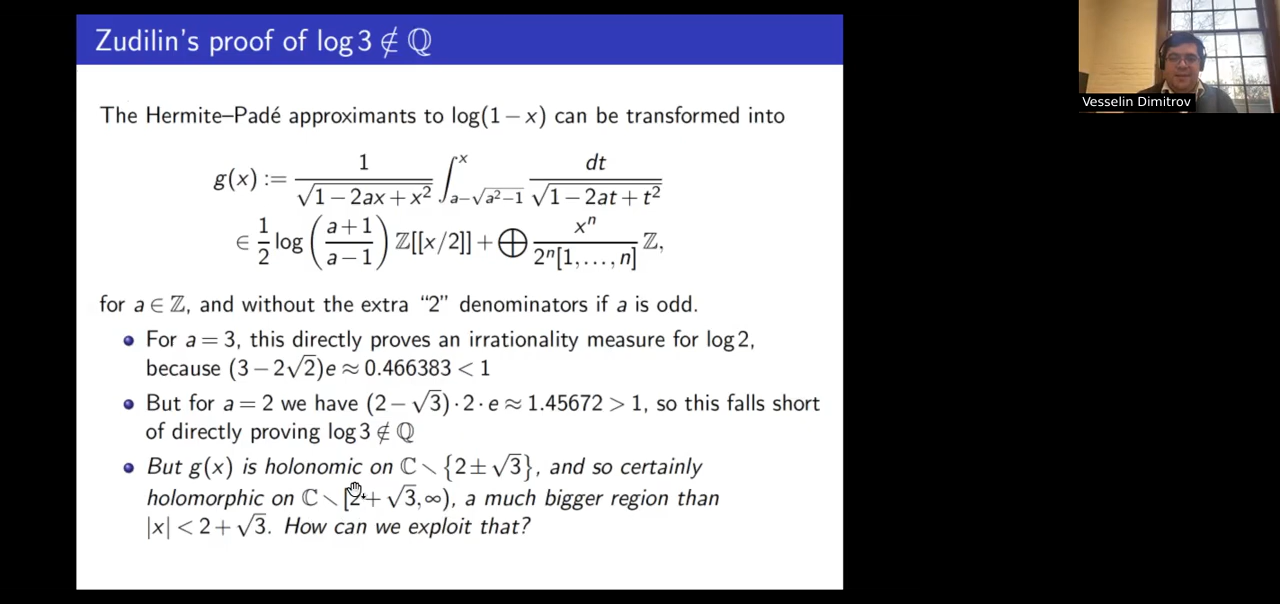 Zudilin's proof of log 3 ∉ ℚ
The Hermite–Padé approximants to log(1 − x) can be transformed into
g(x) := 1/√(1 − 2ax + x²) ∫_{a−√(a²−1)}^{x} dt/√(1 − 2at + t²)
∈ 1/2 log((a+1)/(a−1)) ℤ[[x/2]] + ⊕ xⁿ/(2ⁿ[1,…,n]) ℤ,
for a ∈ ℤ, and without the extra “2” denominators if a is odd.
• For a = 3, this directly proves an irrationality measure for log 2,
because (3 − 2√2)e ≈ 0.466383 < 1
• But for a = 2 we have (2 − √3) · 2 · e ≈ 1.45672 > 1, so this falls short
of directly proving log 3 ∉ ℚ
• But g(x) is holonomic on ℂ ∖ {2 ± √3}, and so certainly
holomorphic on ℂ ∖ [2 + √3, ∞), a much bigger region than
|x| < 2 + √3. How can we exploit that?
Vesselin Dimitrov